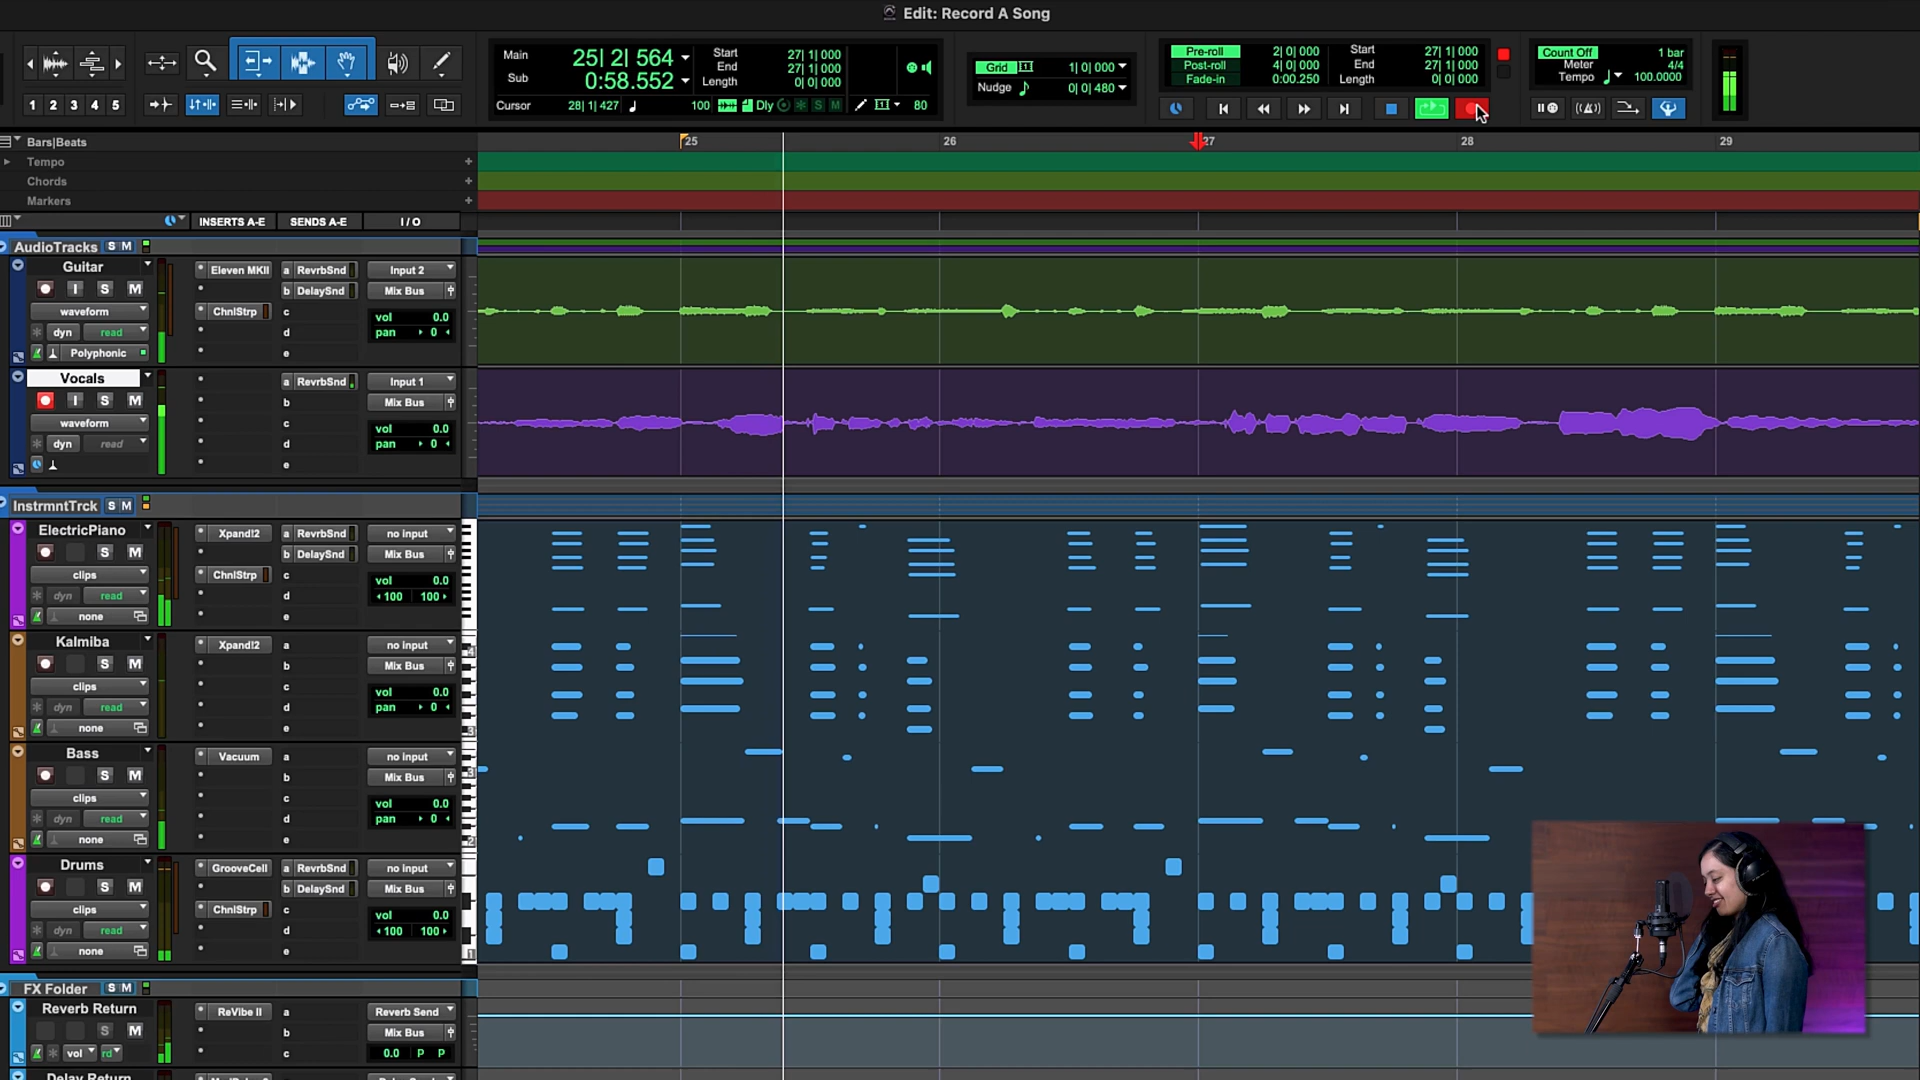 Edit: Record A Song
Main 25| 2| 564
Sub 0:58.552
Start 27| 1| 000
End 27| 1| 000
Length 0| 0| 000
Cursor 28| 1| 427 100 Dly S M 80
Grid 1| 0| 000
Nudge 0| 0| 480
Pre-roll 2| 0| 000
Post-roll 4| 0| 000
Fade-in 0:00.250
Start 27| 1| 000
End 27| 1| 000
Length 0| 0| 000
Count Off 1 bar
Meter 4/4
Tempo 100.0000
1 2 3 4 5
Bars|Beats 25 26 27 28 29
Tempo
Chords
Markers
INSERTS A-E SENDS A-E I / O
AudioTracks S M
Guitar
Eleven MKII a RevrbSnd Input 2
I S M
b DelaySnd Mix Bus
waveform ChnlStrp c vol 0.0
dyn read d pan 0
Polyphonic e
Vocals a RevrbSnd Input 1
I S M b Mix Bus
waveform c vol 0.0
dyn read d pan 0
e
InstrmntTrck S M
ElectricPiano Xpand!2 a RevrbSnd no input
S M b DelaySnd Mix Bus
clips ChnlStrp c vol 0.0
dyn read d 100 100
none e
Kalmiba Xpand!2 a no input
S M b Mix Bus
clips c vol 0.0
dyn read d pan 0
none e
Bass Vacuum a no input
S M b Mix Bus
clips c vol 0.0
dyn read d pan 0
none e
Drums GrooveCell a RevrbSnd no input
S M b DelaySnd Mix Bus
clips ChnlStrp c vol 0.0
dyn read d 100 100
none e
FX Folder S M
Reverb Return ReVibe II a Reverb Send
S M b Mix Bus
vol rd c 0.0 P P
Delay Return